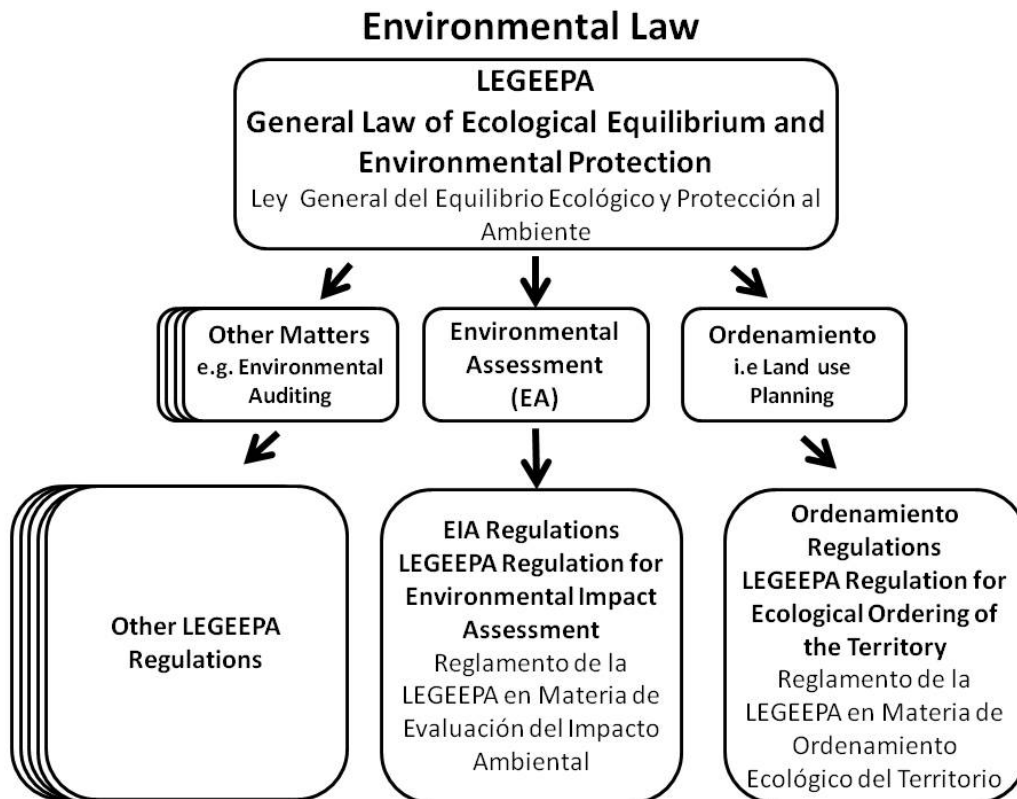 Environmental Law
LEGEEPA
General Law of Ecological Equilibrium and
Environmental Protection
Ley General del Equilibrio Ecológico y Protección al
Ambiente
Other Matters
e.g. Environmental
Auditing
Environmental
Assessment
(EA)
Ordenamiento
i.e Land use
Planning
Other LEGEEPA
Regulations
EIA Regulations
LEGEEPA Regulation for
Environmental Impact
Assessment
Reglamento de la
LEGEEPA en Materia de
Evaluación del Impacto
Ambiental
Ordenamiento
Regulations
LEGEEPA Regulation for
Ecological Ordering of
the Territory
Reglamento de la
LEGEEPA en Materia de
Ordenamiento
Ecológico del Territorio